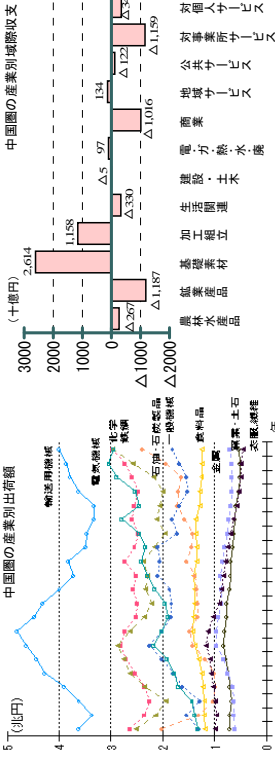 中国圏の産業別出荷額
(兆円)
5
4
3
2
1
0
輸送用機械
電気機械
化学
鉄鋼
石油・石炭製品
一般機械
食料品
金属
窯業・土石
衣服,繊維
年
中国圏の産業別域際収支
(十億円)
3000
2000
1000
0
△1000
△2000
△267
△1,187
2,614
1,158
△330
△5
97
△1,016
134
△122
△1,159
農林水産品
鉱業産品
基礎素材
加工組立
生活関連
建設・土木
電・ガ・熱・水・廃
商業
地域サービス
公共サービス
対事業所サービス
対個人サービス